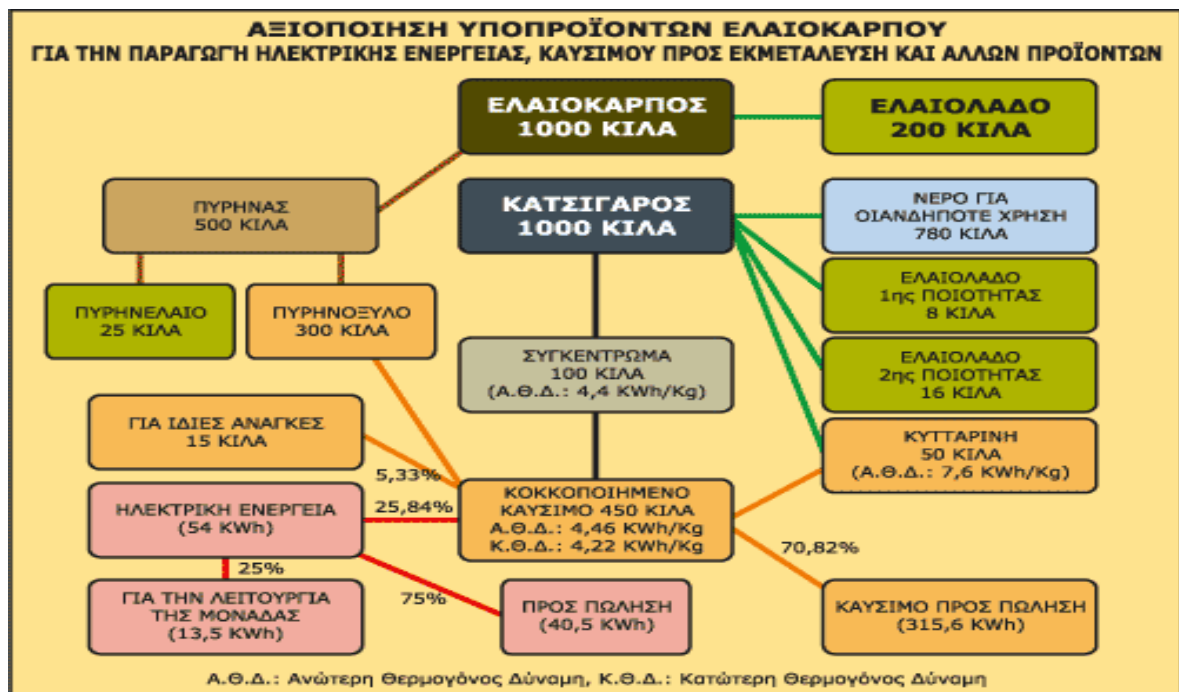 ΑΞΙΟΠΟΙΗΣΗ ΥΠΟΠΡΟΪΟΝΤΩΝ ΕΛΑΙΟΚΑΡΠΟΥ
ΓΙΑ ΤΗΝ ΠΑΡΑΓΩΓΗ ΗΛΕΚΤΡΙΚΗΣ ΕΝΕΡΓΕΙΑΣ, ΚΑΥΣΙΜΟΥ ΠΡΟΣ ΕΚΜΕΤΑΛΕΥΣΗ ΚΑΙ ΑΛΛΩΝ ΠΡΟΪΟΝΤΩΝ
ΕΛΑΙΟΚΑΡΠΟΣ
1000 ΚΙΛΑ
ΕΛΑΙΟΛΑΔΟ
200 ΚΙΛΑ
ΠΥΡΗΝΑΣ
500 ΚΙΛΑ
ΚΑΤΣΙΓΑΡΟΣ
1000 ΚΙΛΑ
ΝΕΡΟ ΓΙΑ
ΟΙΑΝΔΗΠΟΤΕ ΧΡΗΣΗ
780 ΚΙΛΑ
ΠΥΡΗΝΕΛΑΙΟ
25 ΚΙΛΑ
ΠΥΡΗΝΟΞΥΛΟ
300 ΚΙΛΑ
ΕΛΑΙΟΛΑΔΟ
1ης ΠΟΙΟΤΗΤΑΣ
8 ΚΙΛΑ
ΣΥΓΚΕΝΤΡΩΜΑ
100 ΚΙΛΑ
(Α.Θ.Δ.: 4,4 KWh/Kg)
ΕΛΑΙΟΛΑΔΟ
2ης ΠΟΙΟΤΗΤΑΣ
16 ΚΙΛΑ
ΓΙΑ ΙΔΙΕΣ ΑΝΑΓΚΕΣ
15 ΚΙΛΑ
ΚΥΤΤΑΡΙΝΗ
50 ΚΙΛΑ
(Α.Θ.Δ.: 7,6 KWh/Kg)
5,33%
ΗΛΕΚΤΡΙΚΗ ΕΝΕΡΓΕΙΑ
(54 KWh)
25,84%
ΚΟΚΚΟΠΟΙΗΜΕΝΟ
ΚΑΥΣΙΜΟ 450 ΚΙΛΑ
Α.Θ.Δ.: 4,46 KWh/Kg
Κ.Θ.Δ.: 4,22 KWh/Kg
70,82%
25%
75%
ΓΙΑ ΤΗΝ ΛΕΙΤΟΥΡΓΙΑ
ΤΗΣ ΜΟΝΑΔΑΣ
(13,5 KWh)
ΠΡΟΣ ΠΩΛΗΣΗ
(40,5 KWh)
ΚΑΥΣΙΜΟ ΠΡΟΣ ΠΩΛΗΣΗ
(315,6 KWh)
Α.Θ.Δ.: Ανώτερη Θερμογόνος Δύναμη, Κ.Θ.Δ.: Κατώτερη Θερμογόνος Δύναμη